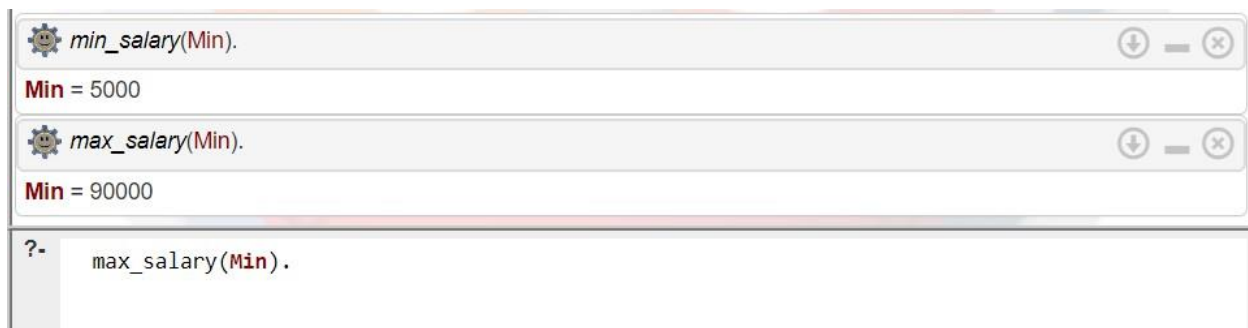 min_salary(Min).
Min = 5000
max_salary(Min).
Min = 90000
?- max_salary(Min).